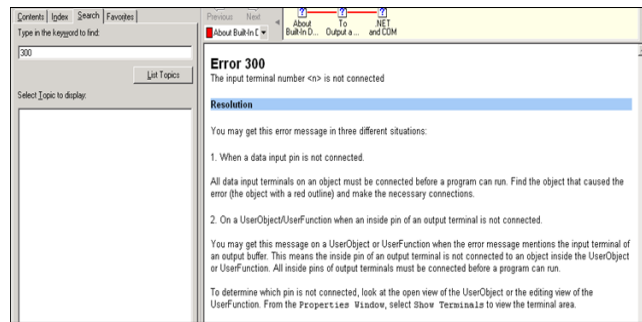 Contents Index Search Favorites
Type in the keyword to find:
300
List Topics
Select Topic to display:
Previous Next
About Built-In D
? About Built-In D...
? To Output a ...
? .NET and COM
Error 300
The input terminal number <n> is not connected
Resolution
You may get this error message in three different situations:
1. When a data input pin is not connected.
All data input terminals on an object must be connected before a program can run. Find the object that caused the
error (the object with a red outline) and make the necessary connections.
2. On a UserObject/UserFunction when an inside pin of an output terminal is not connected.
You may get this message on a UserObject or UserFunction when the error message mentions the input terminal of
an output buffer. This means the inside pin of an output terminal is not connected to an object inside the UserObject
or UserFunction. All inside pins of output terminals must be connected before a program can run.
To determine which pin is not connected, look at the open view of the UserObject or the editing view of the
UserFunction. From the Properties Window, select Show Terminals to view the terminal area.